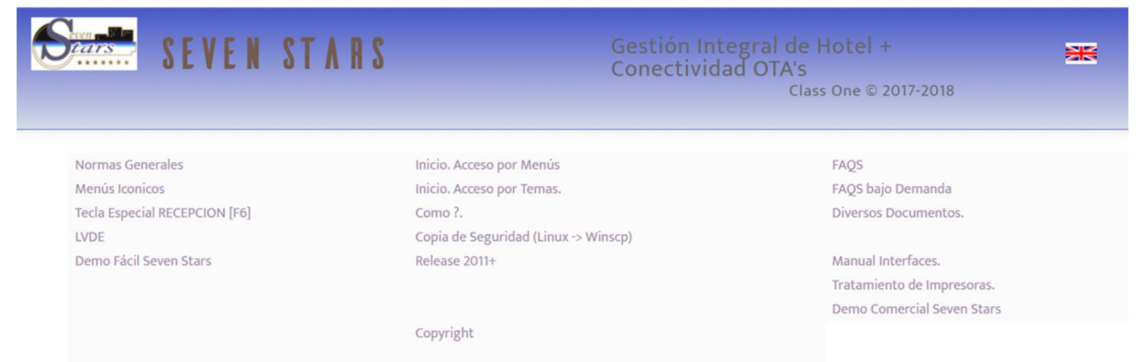 Seven
Stars
SEVEN STARS
Gestión Integral de Hotel +
Conectividad OTA's
Class One © 2017-2018
Normas Generales
Menús Iconicos
Tecla Especial RECEPCION [F6]
LVDE
Demo Fácil Seven Stars
Inicio. Acceso por Menús
Inicio. Acceso por Temas.
Como ?.
Copia de Seguridad (Linux -> Winscp)
Release 2011+
Copyright
FAQS
FAQS bajo Demanda
Diversos Documentos.
Manual Interfaces.
Tratamiento de Impresoras.
Demo Comercial Seven Stars